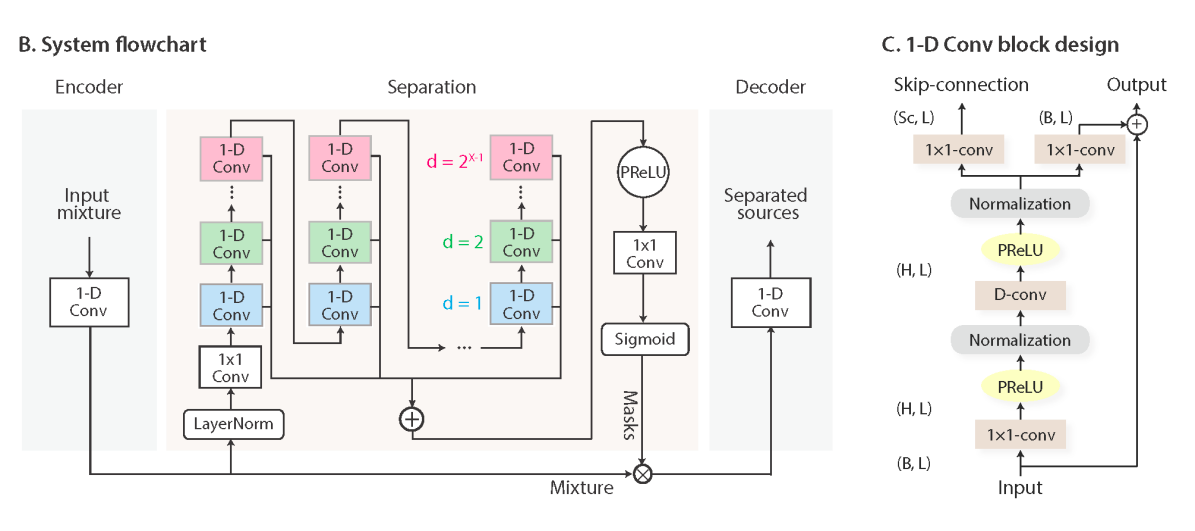 B. System flowchart
Encoder
Separation
Decoder
Input
mixture
1-D
Conv
1-D
Conv
1-D
Conv
1-D
Conv
1x1
Conv
LayerNorm
1-D
Conv
1-D
Conv
1-D
Conv
...
d = 2^{X-1}
d = 2
d = 1
1-D
Conv
1-D
Conv
1-D
Conv
PReLU
1x1
Conv
Sigmoid
Masks
Mixture
Separated
sources
1-D
Conv
C. 1-D Conv block design
Skip-connection
Output
(Sc, L)
(B, L)
1×1-conv
1×1-conv
Normalization
PReLU
(H, L)
D-conv
Normalization
PReLU
(H, L)
1×1-conv
(B, L)
Input